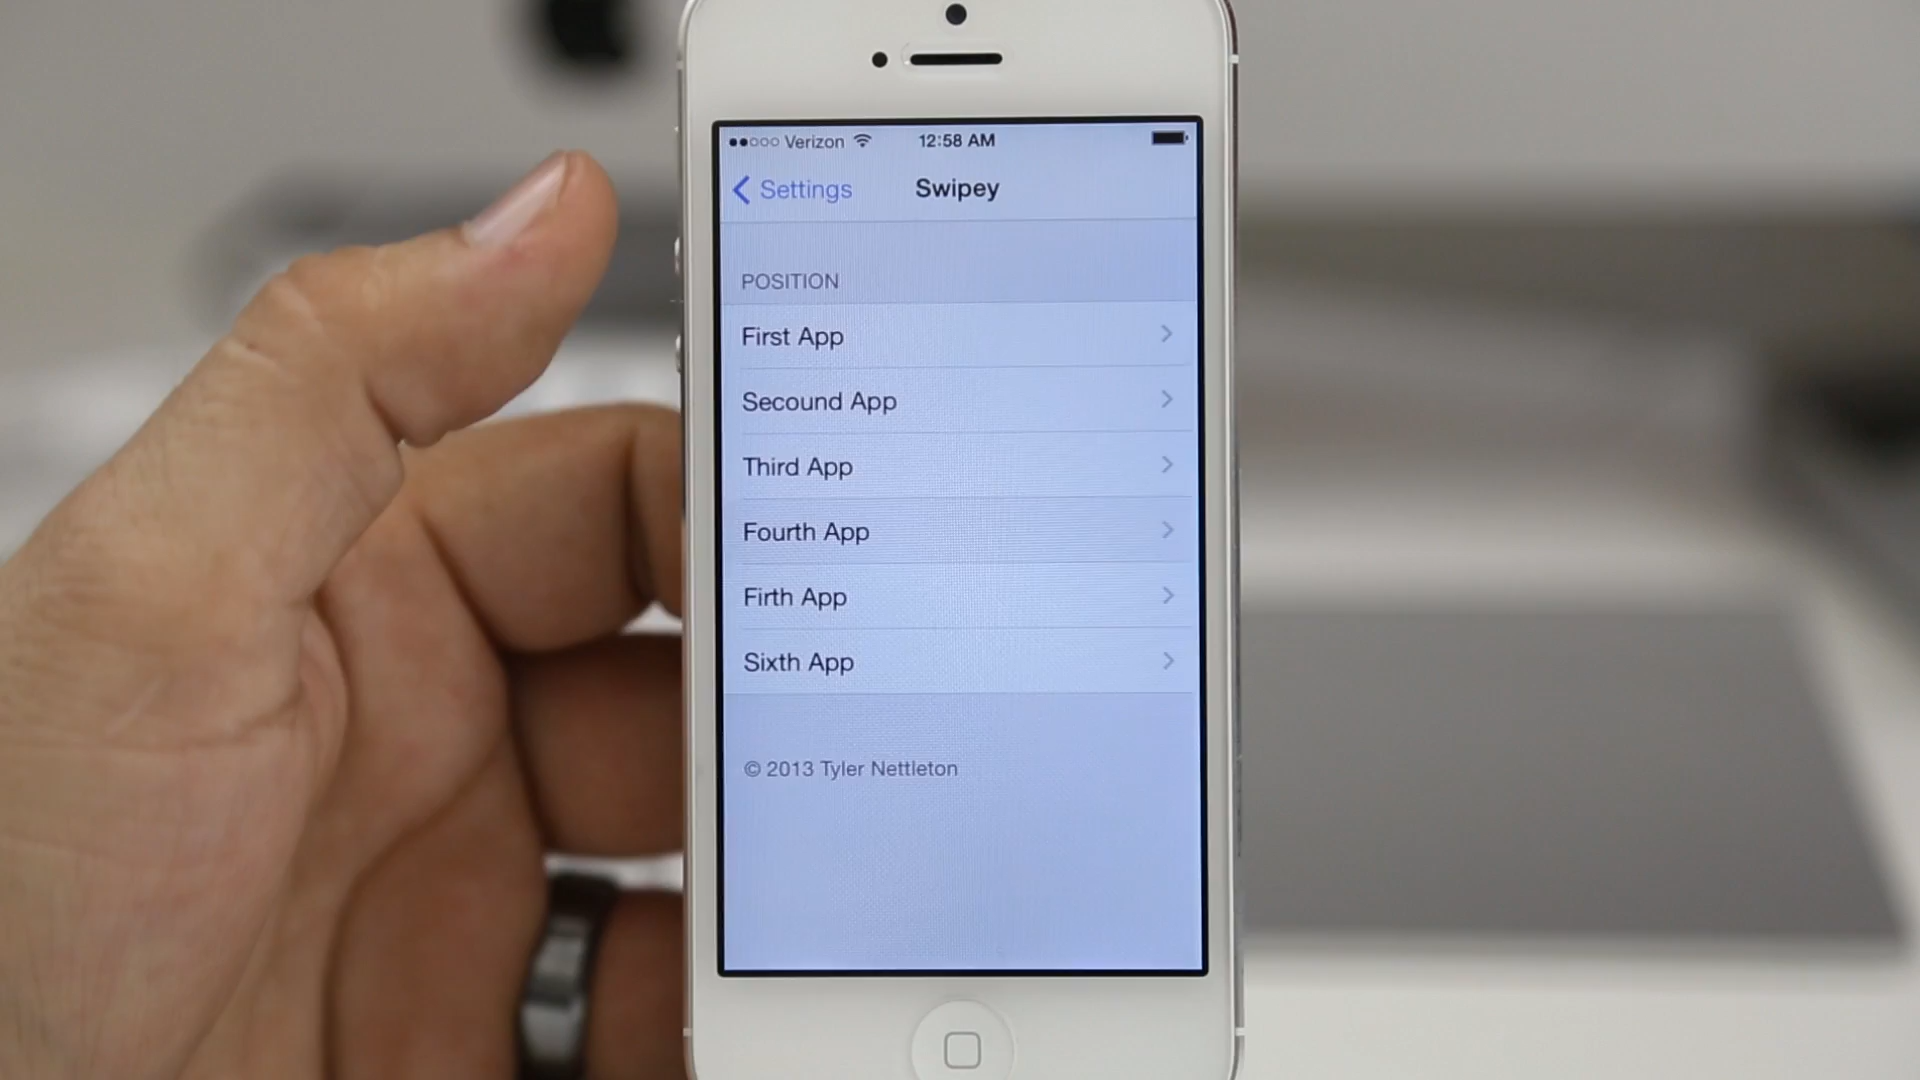 Verizon 12:58 AM
Settings Swipey
POSITION
First App
Secound App
Third App
Fourth App
Firth App
Sixth App
© 2013 Tyler Nettleton